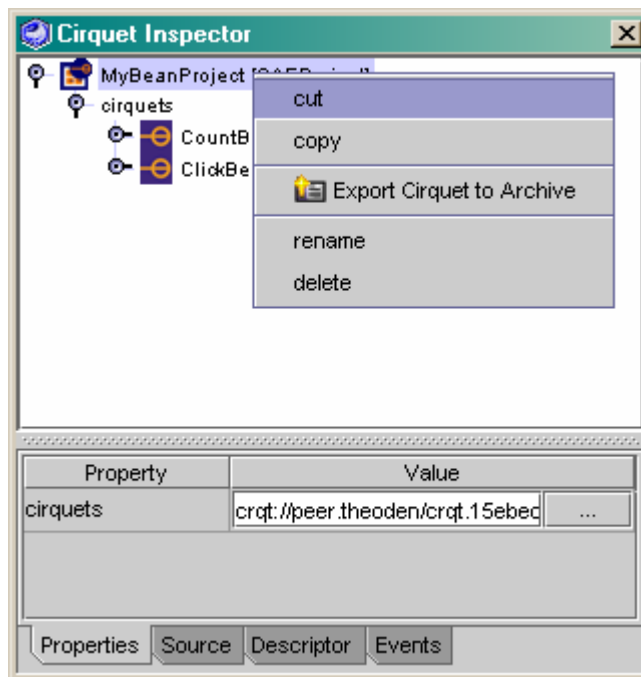 Cirquet Inspector
MyBeanProject
cirquets
CountB
ClickBe
cut
copy
Export Cirquet to Archive
rename
delete
Property Value
cirquets crqt://peer.theoden/crqt.15ebec ...
Properties Source Descriptor Events